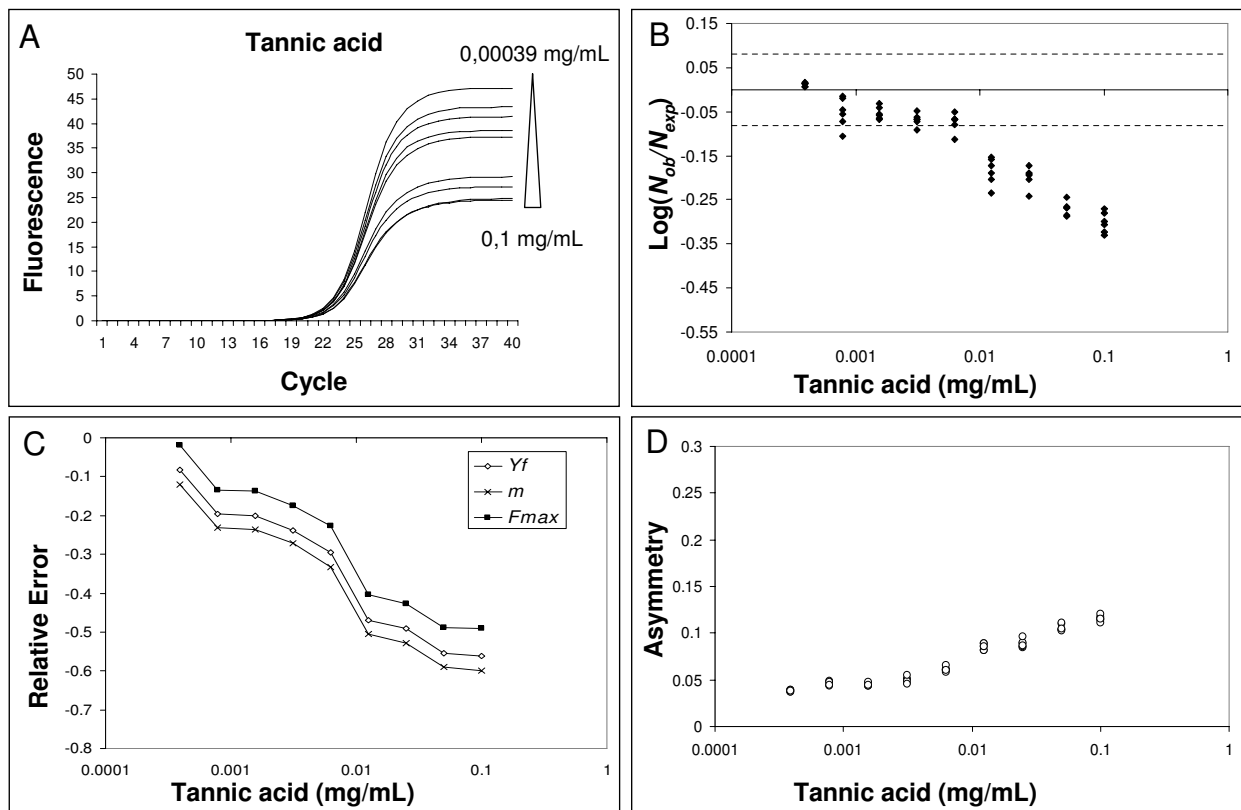 A
Tannic acid
0,00039 mg/mL
50
45
40
35
30
25
20
15
10
5
0
0,1 mg/mL
Fluorescence
1 4 7 10 13 16 19 22 25 28 31 34 37 40
Cycle
B
0.15
0.05
-0.05
-0.15
-0.25
-0.35
-0.45
-0.55
Log(Nob/Nexp)
0.0001 0.001 0.01 0.1 1
Tannic acid (mg/mL)
C
0
-0.1
-0.2
-0.3
-0.4
-0.5
-0.6
-0.7
-0.8
Yf
m
Fmax
Relative Error
0.0001 0.001 0.01 0.1 1
Tannic acid (mg/mL)
D
0.3
0.25
0.2
0.15
0.1
0.05
0
Asymmetry
0.0001 0.001 0.01 0.1 1
Tannic acid (mg/mL)